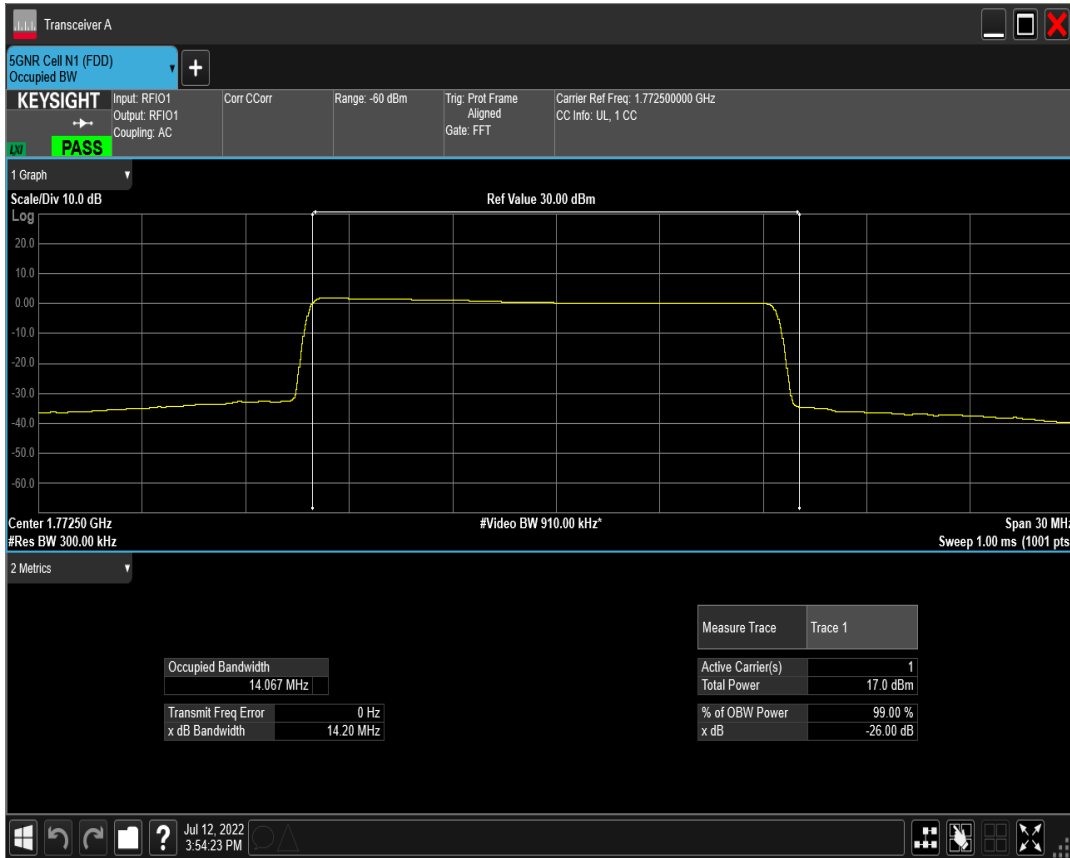 Transceiver A
5GNR Cell N1 (FDD)
Occupied BW
+
KEYSIGHT
LXI
PASS
Input: RFIO1
Output: RFIO1
Coupling: AC
Corr CCorr
Range: -60 dBm
Trig: Prot Frame
Aligned
Gate: FFT
Carrier Ref Freq: 1.772500000 GHz
CC Info: UL, 1 CC
1 Graph
Scale/Div 10.0 dB
Ref Value 30.00 dBm
Log
20.0
10.0
0.00
-10.0
-20.0
-30.0
-40.0
-50.0
-60.0
Center 1.77250 GHz
#Video BW 910.00 kHz*
Span 30 MHz
#Res BW 300.00 kHz
Sweep 1.00 ms (1001 pts
2 Metrics
Measure Trace Trace 1
Occupied Bandwidth
14.067 MHz
Active Carrier(s) 1
Total Power 17.0 dBm
Transmit Freq Error 0 Hz
x dB Bandwidth 14.20 MHz
% of OBW Power 99.00 %
x dB -26.00 dB
?
Jul 12, 2022
3:54:23 PM